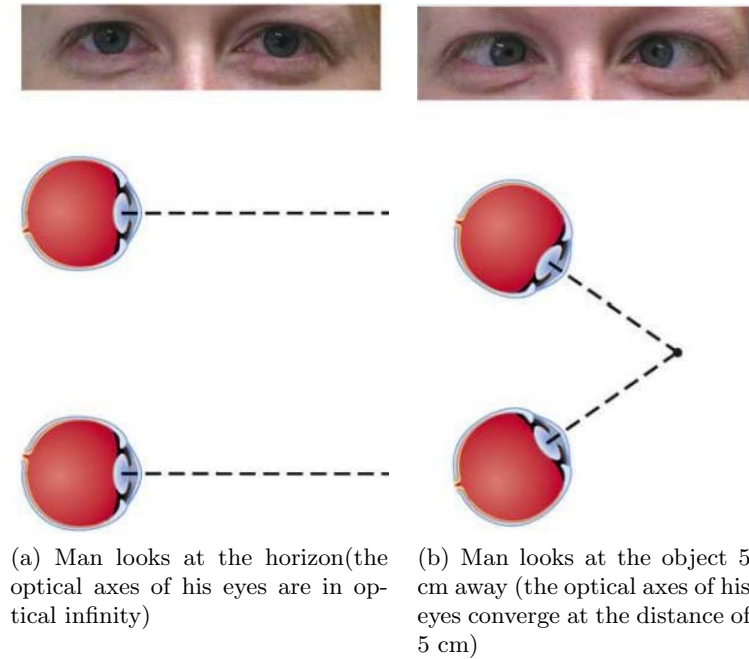 (a) Man looks at the horizon(the
optical axes of his eyes are in op-
tical infinity)
(b) Man looks at the object 5
cm away (the optical axes of his
eyes converge at the distance of
5 cm)